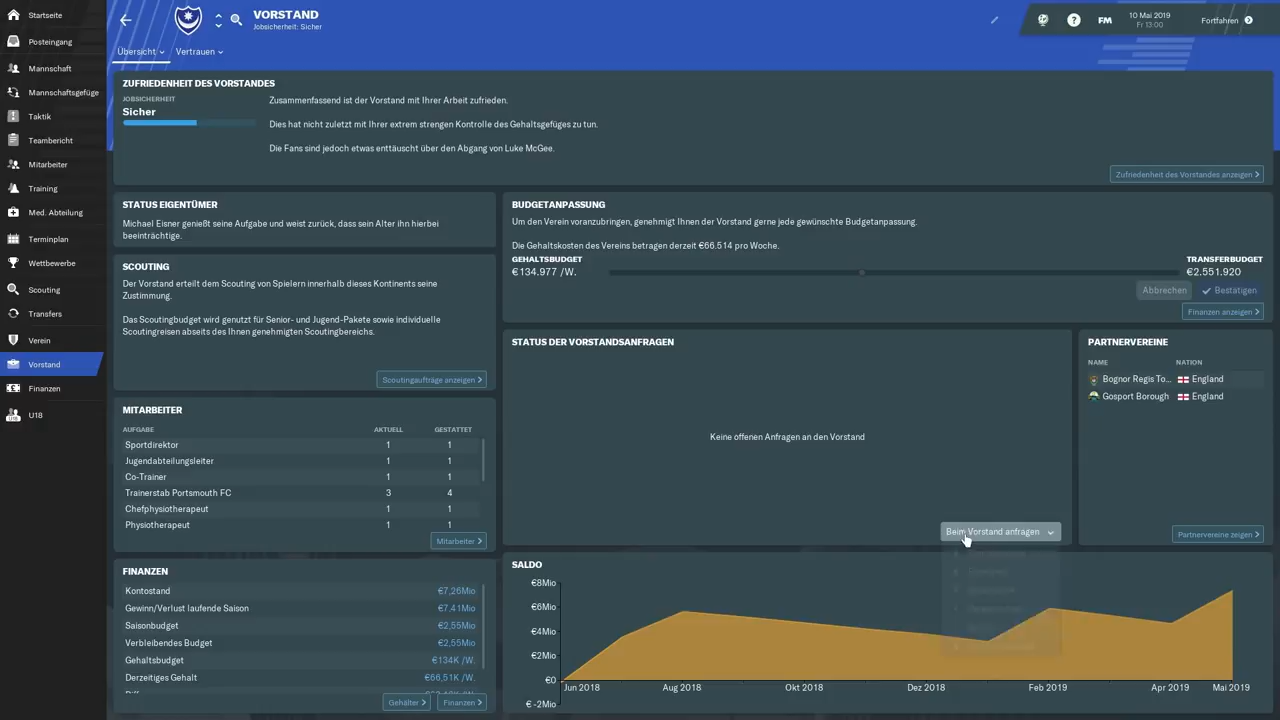 Startseite
Posteingang
Mannschaft
Mannschaftsgefüge
Taktik
Teambericht
Mitarbeiter
Training
Med. Abteilung
Terminplan
Wettbewerbe
Scouting
Transfers
Verein
Vorstand
Finanzen
U18
VORSTAND
Jobsicherheit: Sicher
?
FM
10 Mai 2019
Fr 13:00
Fortfahren
Übersicht
Vertrauen
ZUFRIEDENHEIT DES VORSTANDES
JOBSICHERHEIT
Sicher
Zusammenfassend ist der Vorstand mit Ihrer Arbeit zufrieden.
Dies hat nicht zuletzt mit Ihrer extrem strengen Kontrolle des Gehaltsgefüges zu tun.
Die Fans sind jedoch etwas enttäuscht über den Abgang von Luke McGee.
Zufriedenheit des Vorstandes anzeigen
STATUS EIGENTÜMER
Michael Eisner genießt seine Aufgabe und weist zurück, dass sein Alter ihn hierbei
beeinträchtige.
SCOUTING
Der Vorstand erteilt dem Scouting von Spielern innerhalb dieses Kontinents seine
Zustimmung.
Das Scoutingbudget wird genutzt für Senior- und Jugend-Pakete sowie individuelle
Scoutingreisen abseits des Ihnen genehmigten Scoutingbereichs.
Scoutingaufträge anzeigen
MITARBEITER
AUFGABE AKTUELL GESTATTET
Sportdirektor 1 1
Jugendabteilungsleiter 1 1
Co-Trainer 1 1
Trainerstab Portsmouth FC 3 4
Chefphysiotherapeut 1 1
Physiotherapeut 1 1
Mitarbeiter
FINANZEN
Kontostand €7,26Mio
Gewinn/Verlust laufende Saison €7,41Mio
Saisonbudget €2,55Mio
Verbleibendes Budget €2,55Mio
Gehaltsbudget €134K /W.
Derzeitiges Gehalt €66,51K /W.
Gehälter
Finanzen
BUDGETANPASSUNG
Um den Verein voranzubringen, genehmigt Ihnen der Vorstand gerne jede gewünschte Budgetanpassung.
Die Gehaltskosten des Vereins betragen derzeit €66.514 pro Woche.
GEHALTSBUDGET
€134.977 /W.
TRANSFERBUDGET
€2.551.920
Abbrechen
Bestätigen
Finanzen anzeigen
STATUS DER VORSTANDSANFRAGEN
Keine offenen Anfragen an den Vorstand
Beim Vorstand anfragen
PARTNERVEREINE
NAME NATION
Bognor Regis To... England
Gosport Borough England
Partnervereine zeigen
SALDO
€8Mio
€6Mio
€4Mio
€2Mio
€0
€ -2Mio
Jun 2018 Aug 2018 Okt 2018 Dez 2018 Feb 2019 Apr 2019 Mai 2019